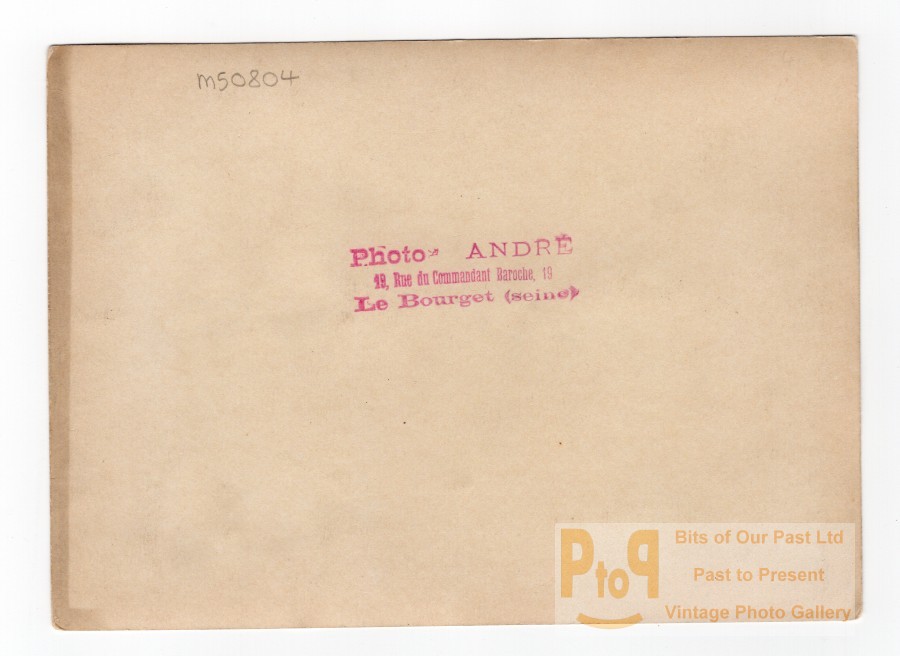 m50804
Photo ANDRÉ
19, Rue du Commandant Baroche, 19
Le Bourget (seine)
PtoP
Bits of Our Past Ltd
Past to Present
Vintage Photo Gallery